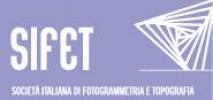 SIFET
SOCIETÀ ITALIANA DI FOTOGRAMMETRIA E TOPOGRAFIA